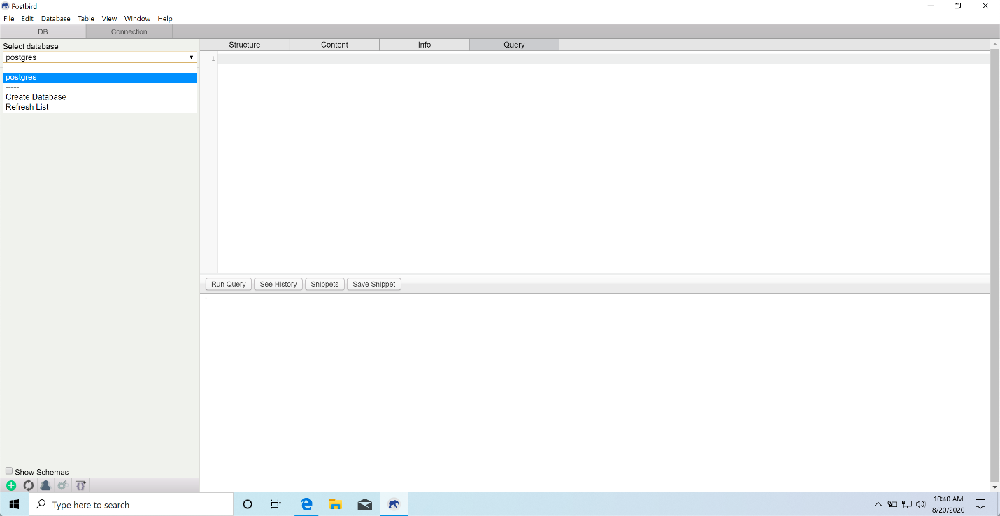 Postbird
File Edit Database Table View Window Help
DB Connection
Select database
postgres
postgres
-----
Create Database
Refresh List
Structure Content Info Query
1
Run Query See History Snippets Save Snippet
Show Schemas
Type here to search
10:40 AM
8/20/2020